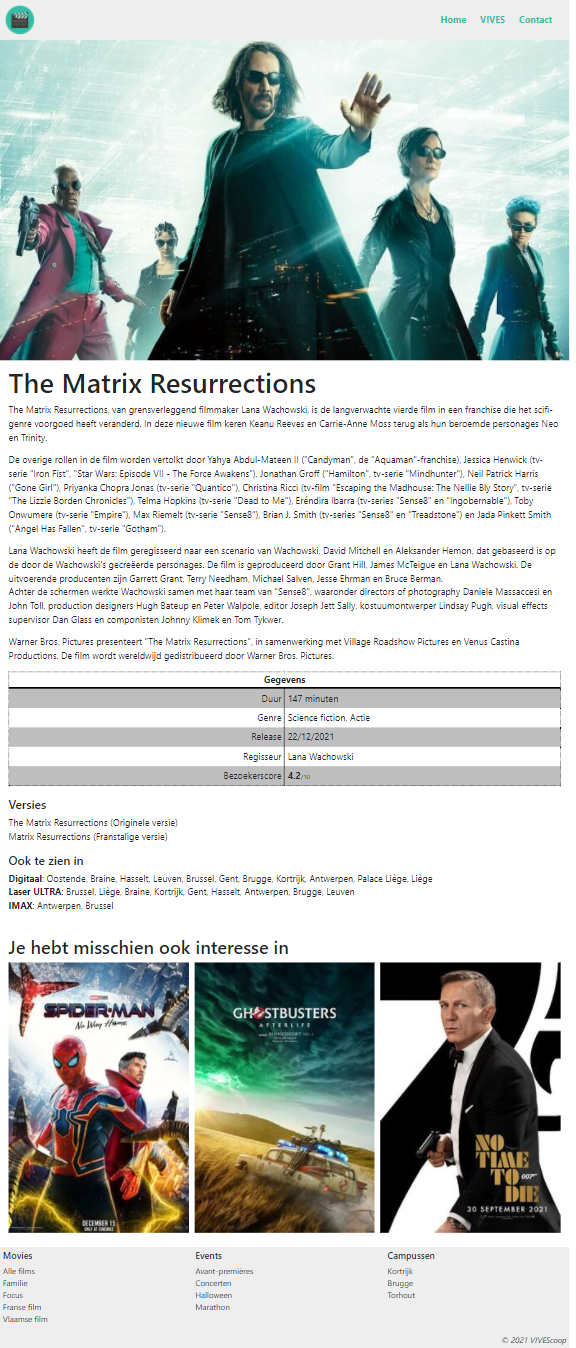 Home VIVES Contact
The Matrix Resurrections
The Matrix Resurrections, van grensverleggend filmmaker Lana Wachowski, is de langverwachte vierde film in een franchise die het scifi-
genre voorgoed heeft veranderd. In deze nieuwe film keren Keanu Reeves en Carrie-Anne Moss terug als hun beroemde personages Neo
en Trinity.
De overige rollen in de film worden vertolkt door Yahya Abdul-Mateen II ("Candyman", de "Aquaman"-franchise), Jessica Henwick (tv-
serie "Iron Fist", "Star Wars: Episode VII - The Force Awakens"), Jonathan Groff ("Hamilton", tv-serie "Mindhunter"), Neil Patrick Harris
("Gone Girl"), Priyanka Chopra Jonas (tv-serie "Quantico"), Christina Ricci (tv-film "Escaping the Madhouse: The Nellie Bly Story", tv-serie
"The Lizzie Borden Chronicles"), Telma Hopkins (tv-serie "Dead to Me"), Eréndira Ibarra (tv-series "Sense8" en "Ingobernable"), Toby
Onwumere (tv-serie "Empire"), Max Riemelt (tv-serie "Sense8"), Brian J. Smith (tv-series "Sense8" en "Treadstone") en Jada Pinkett Smith
("Angel Has Fallen", tv-serie "Gotham").
Lana Wachowski heeft de film geregisseerd naar een scenario van Wachowski, David Mitchell en Aleksander Hemon, dat gebaseerd is op
de door de Wachowski's gecreëerde personages. De film is geproduceerd door Grant Hill, James McTeigue en Lana Wachowski. De
uitvoerende producenten zijn Garrett Grant, Terry Needham, Michael Salven, Jesse Ehrman en Bruce Berman.
Achter de schermen werkte Wachowski samen met haar team van "Sense8", waaronder directors of photography Daniele Massaccesi en
John Toll, production designers Hugh Bateup en Peter Walpole, editor Joseph Jett Sally, kostuumontwerper Lindsay Pugh, visual effects
supervisor Dan Glass en componisten Johnny Klimek en Tom Tykwer.
Warner Bros. Pictures presenteert "The Matrix Resurrections", in samenwerking met Village Roadshow Pictures en Venus Castina
Productions. De film wordt wereldwijd gedistribueerd door Warner Bros. Pictures.
Gegevens
Duur 147 minuten
Genre Science fiction, Actie
Release 22/12/2021
Regisseur Lana Wachowski
Bezoekerscore 4.2/10
Versies
The Matrix Resurrections (Originele versie)
Matrix Resurrections (Franstalige versie)
Ook te zien in
Digitaal: Oostende, Braine, Hasselt, Leuven, Brussel, Gent, Brugge, Kortrijk, Antwerpen, Palace Liège, Liège
Laser ULTRA: Brussel, Liège, Braine, Kortrijk, Gent, Hasselt, Antwerpen, Brugge, Leuven
IMAX: Antwerpen, Brussel
Je hebt misschien ook interesse in
SPIDER-MAN
No Way Home
DECEMBER 15
GHOSTBUSTERS
AFTERLIFE
NO
TIME
TO 007
DIE
30 SEPTEMBER 2021
Movies
Alle films
Familie
Focus
Franse film
Vlaamse film
Events
Avant-premières
Concerten
Halloween
Marathon
Campussen
Kortrijk
Brugge
Torhout
© 2021 VIVEScoop